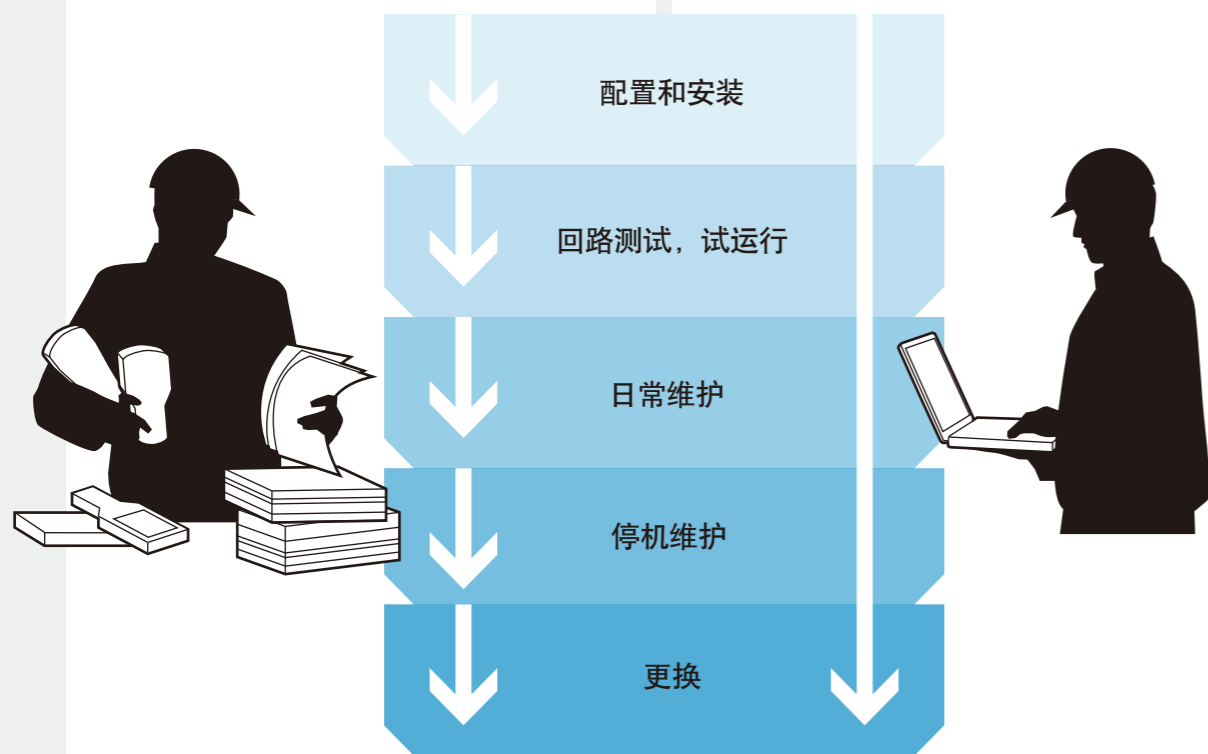 配置和安装
回路测试，试运行
日常维护
停机维护
更换